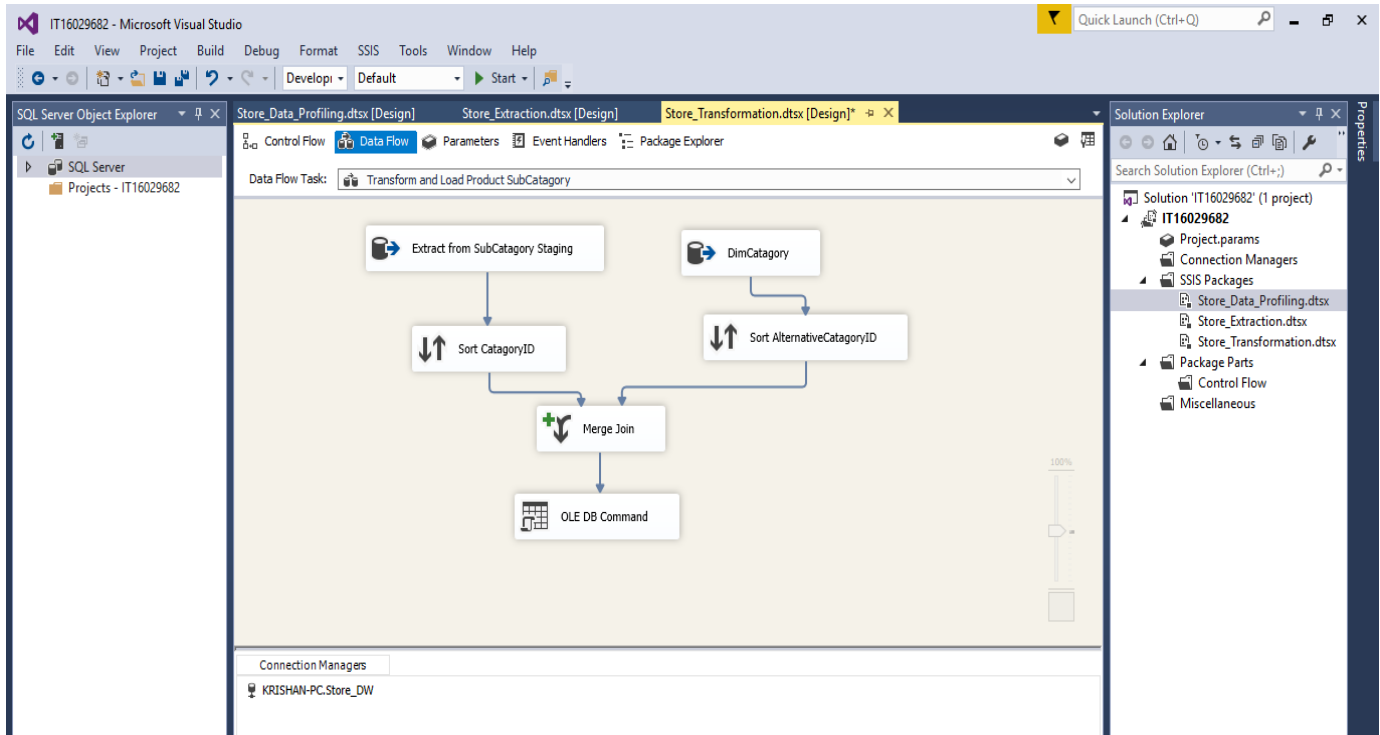 IT16029682 - Microsoft Visual Studio
Quick Launch (Ctrl+Q)
File Edit View Project Build Debug Format SSIS Tools Window Help
Developı Default Start
SQL Server Object Explorer
SQL Server
Projects - IT16029682
Store_Data_Profiling.dtsx [Design] Store_Extraction.dtsx [Design] Store_Transformation.dtsx [Design]*
Control Flow Data Flow Parameters Event Handlers Package Explorer
Data Flow Task: Transform and Load Product SubCatagory
Extract from SubCatagory Staging
DimCatagory
Sort CatagoryID
Sort AlternativeCatagoryID
Merge Join
OLE DB Command
100%
Connection Managers
KRISHAN-PC.Store_DW
Solution Explorer
Search Solution Explorer (Ctrl+;)
Solution 'IT16029682' (1 project)
IT16029682
Project.params
Connection Managers
SSIS Packages
Store_Data_Profiling.dtsx
Store_Extraction.dtsx
Store_Transformation.dtsx
Package Parts
Control Flow
Miscellaneous
Properties